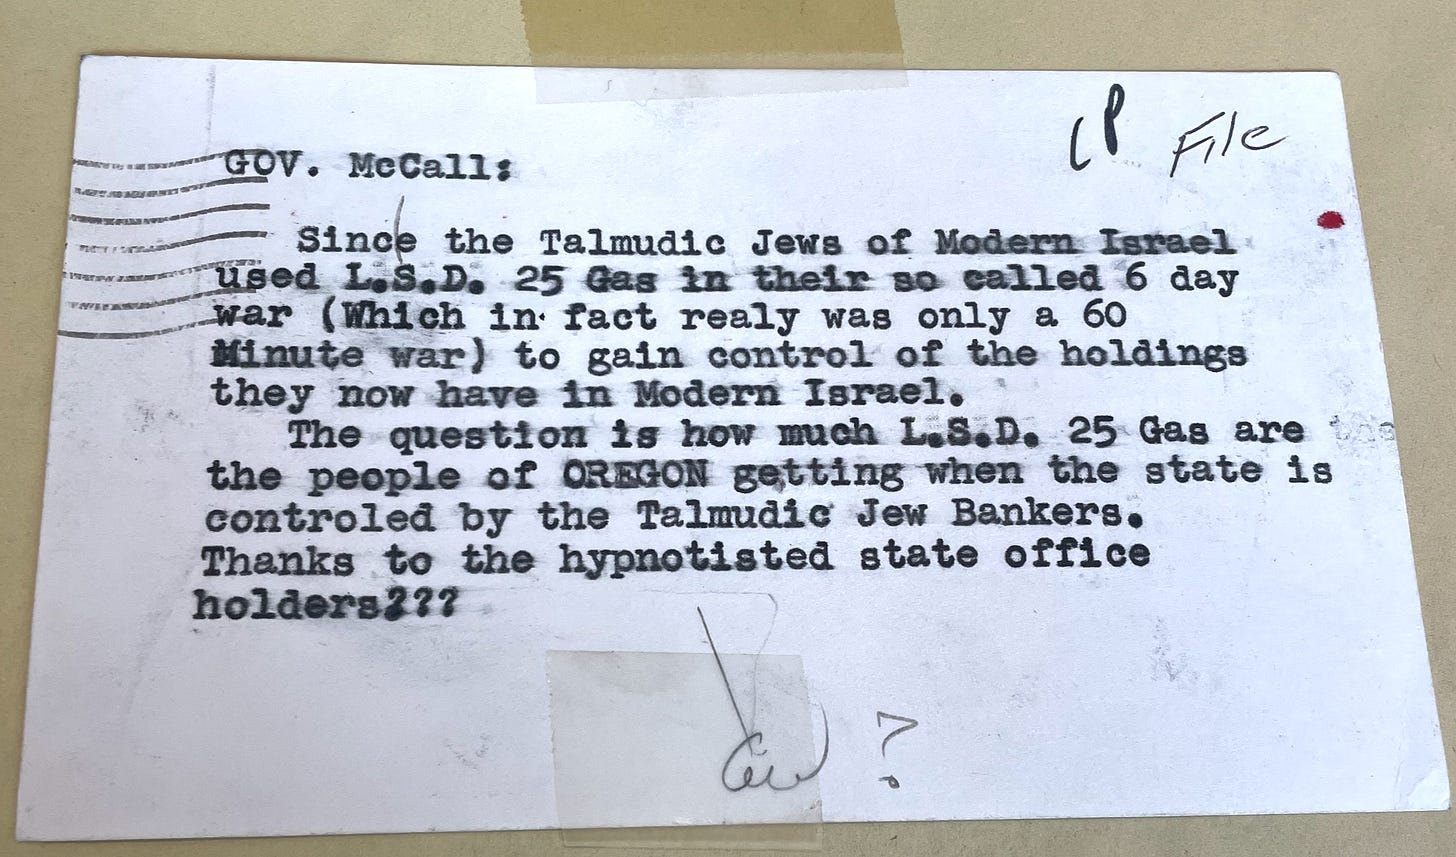 File
GOV. McCall:
Since the Talmudic Jews of Modern Israel
used L.S.D. 25 Gas in their so called 6 day
war (Which in fact realy was only a 60
Minute war) to gain control of the holdings
they now have in Modern Israel.
The question is how much L.S.D. 25 Gas are
the people of OREGON getting when the state is
controled by the Talmudic Jew Bankers.
Thanks to the hypnotisted state office
holders???
?